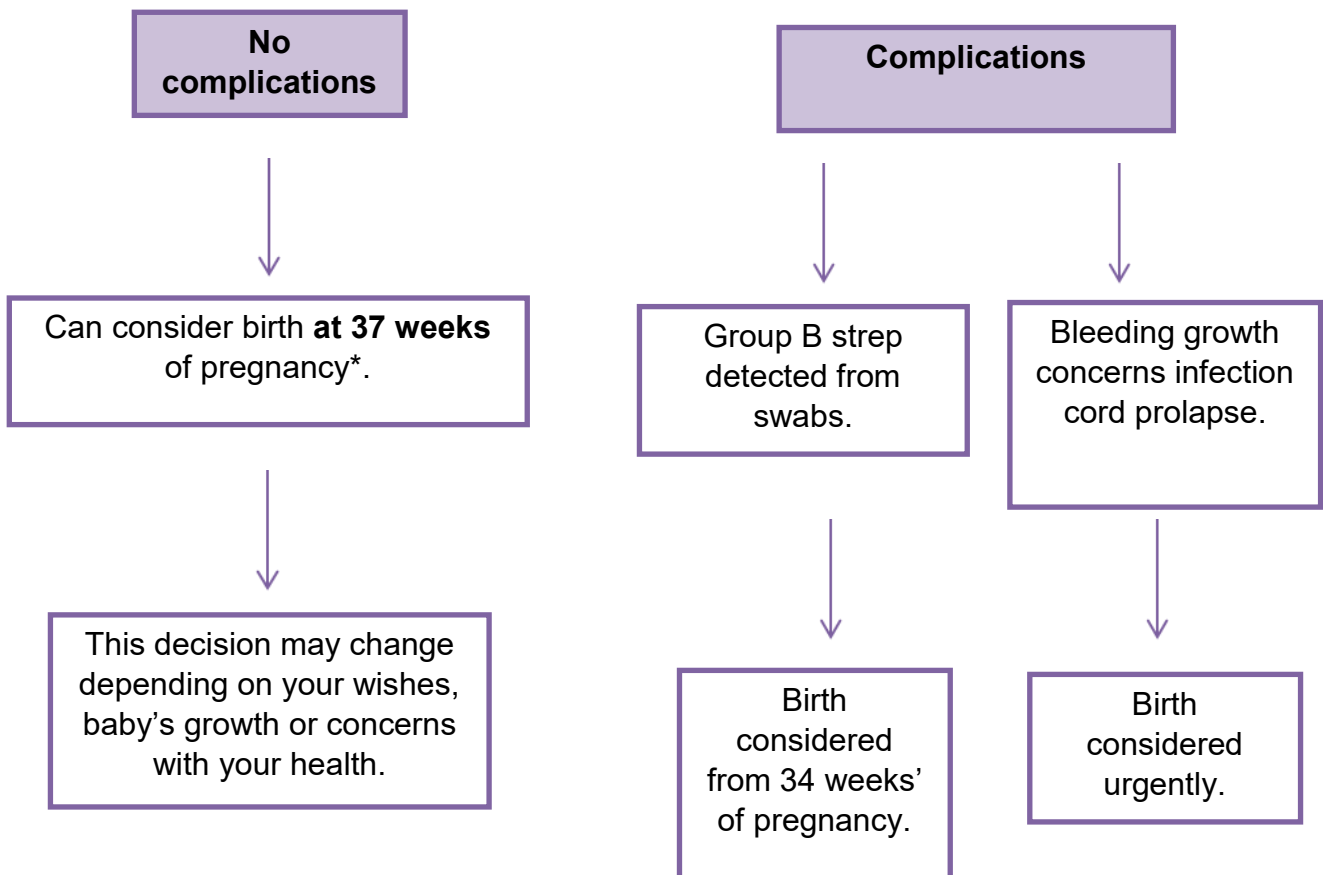 No
complications
Can consider birth at 37 weeks
of pregnancy*.
This decision may change
depending on your wishes,
baby’s growth or concerns
with your health.
Complications
Group B strep
detected from
swabs.
Birth
considered
from 34 weeks’
of pregnancy.
Bleeding growth
concerns infection
cord prolapse.
Birth
considered
urgently.